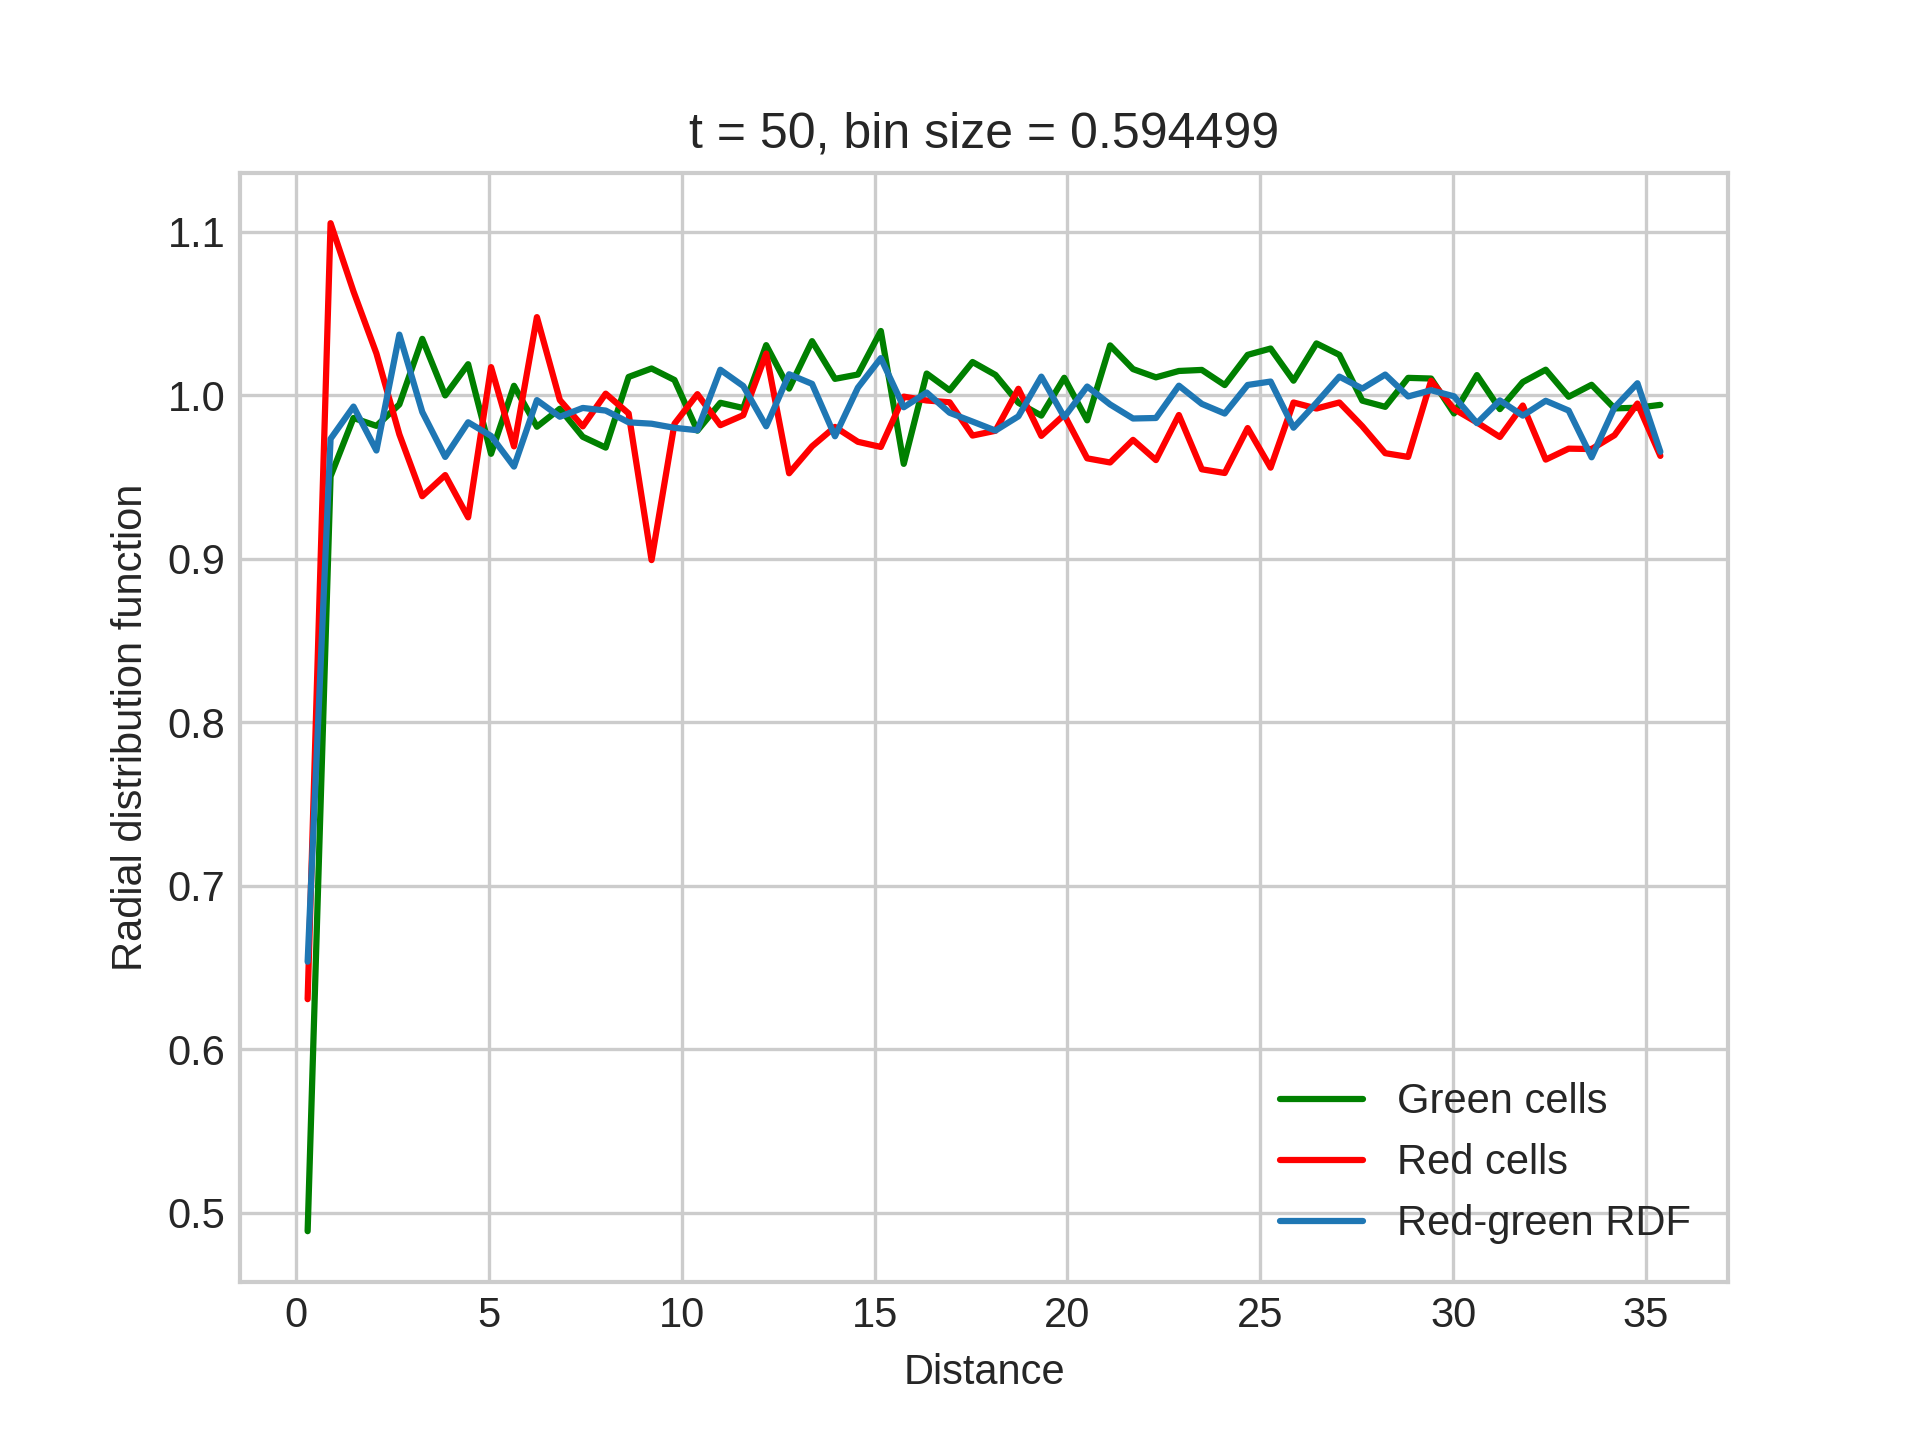 t = 50, bin size = 0.594499
Radial distribution function
1.1
1.0
0.9
0.8
0.7
0.6
0.5
Green cells
Red cells
Red-green RDF
0 5 10 15 20 25 30 35
Distance